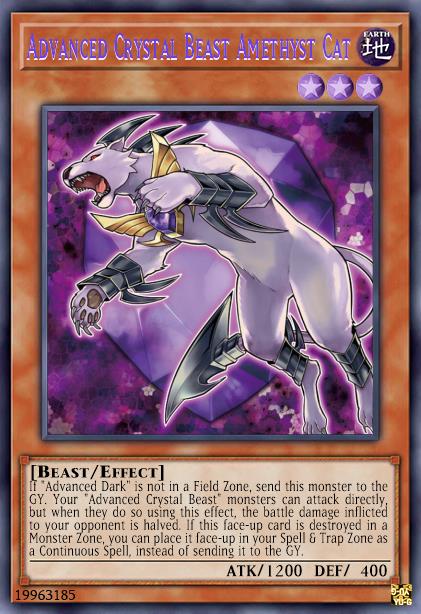 Advanced Crystal Beast Amethyst Cat
EARTH
地
[Beast/Effect]
If "Advanced Dark" is not in a Field Zone, send this monster to the
GY. Your "Advanced Crystal Beast" monsters can attack directly,
but when they do so using this effect, the battle damage inflicted
to your opponent is halved. If this face-up card is destroyed in a
Monster Zone, you can place it face-up in your Spell & Trap Zone as
a Continuous Spell, instead of sending it to the GY.
ATK/1200 DEF/ 400
19963185